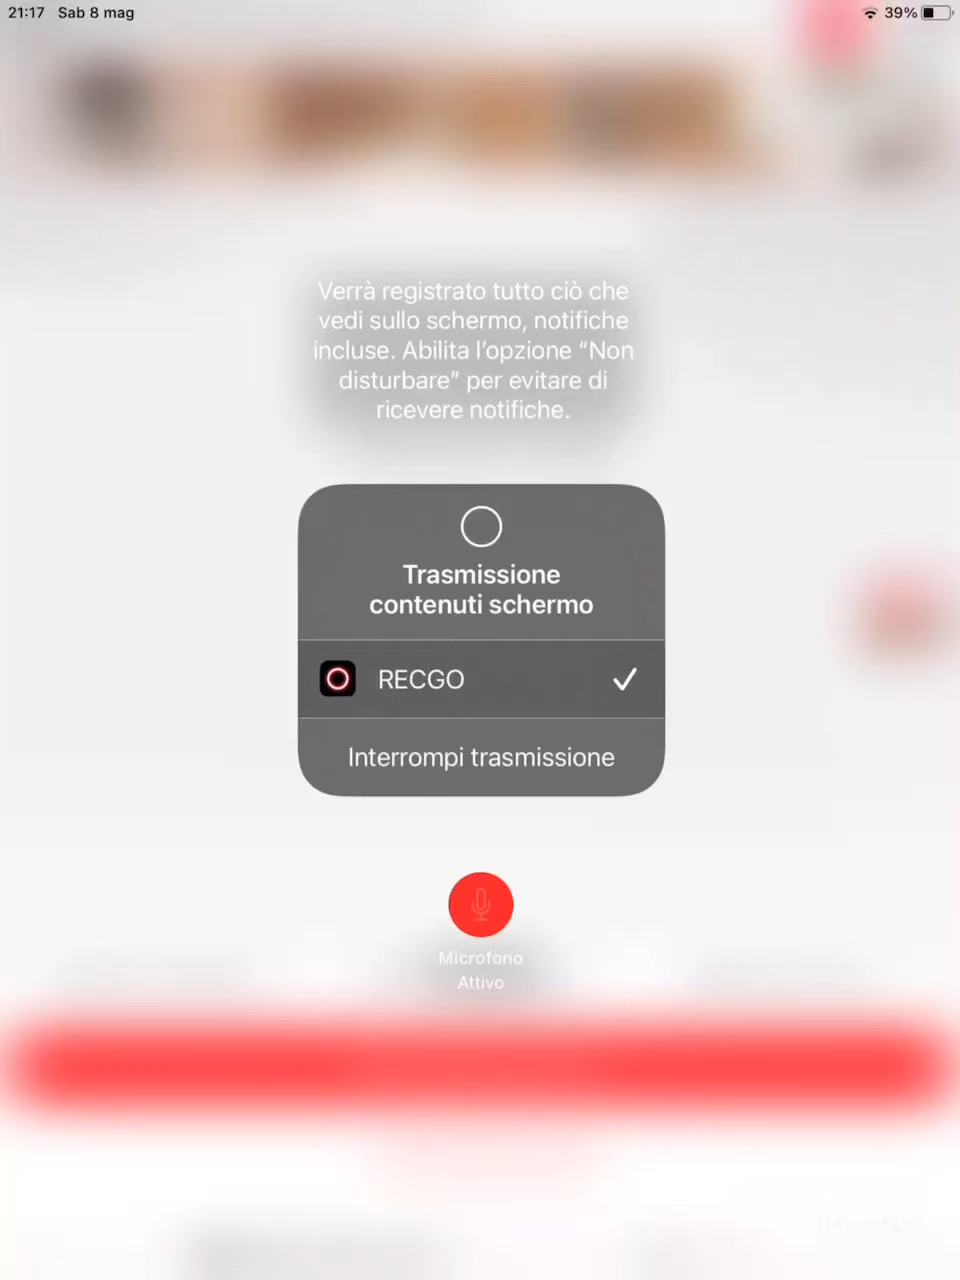 21:17 Sab 8 mag
39%
Verrà registrato tutto ciò che
vedi sullo schermo, notifiche
incluse. Abilita l'opzione “Non
disturbare” per evitare di
ricevere notifiche.
Trasmissione
contenuti schermo
RECGO
Interrompi trasmissione
Microfono
Attivo